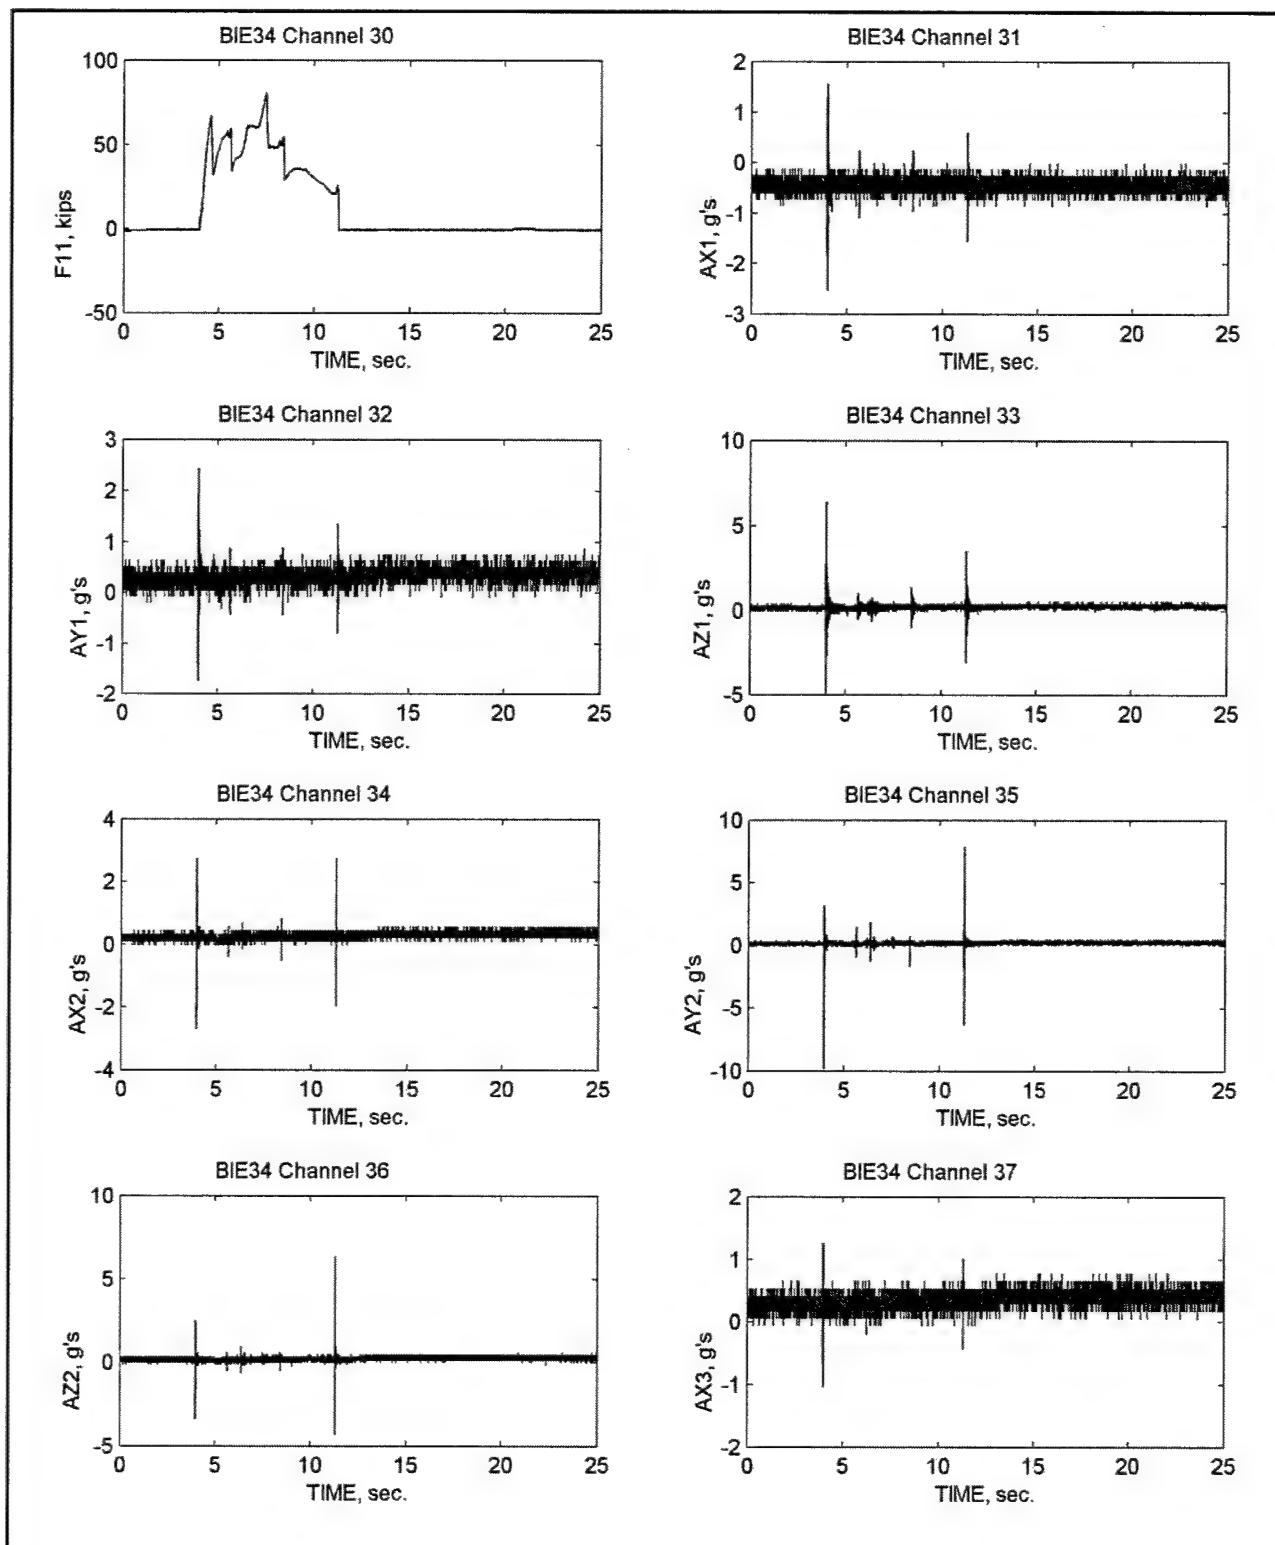 BIE34 Channel 30
100
50
0
-50
F11, kips
0 5 10 15 20 25
TIME, sec.
BIE34 Channel 31
2
1
0
-1
-2
-3
AX1, g's
0 5 10 15 20 25
TIME, sec.
BIE34 Channel 32
3
2
1
0
-1
-2
AY1, g's
0 5 10 15 20 25
TIME, sec.
BIE34 Channel 33
10
5
0
-5
AZ1, g's
0 5 10 15 20 25
TIME, sec.
BIE34 Channel 34
4
2
0
-2
-4
AX2, g's
0 5 10 15 20 25
TIME, sec.
BIE34 Channel 35
10
5
0
-5
-10
AY2, g's
0 5 10 15 20 25
TIME, sec.
BIE34 Channel 36
10
5
0
-5
AZ2, g's
0 5 10 15 20 25
TIME, sec.
BIE34 Channel 37
2
1
0
-1
-2
AX3, g's
0 5 10 15 20 25
TIME, sec.